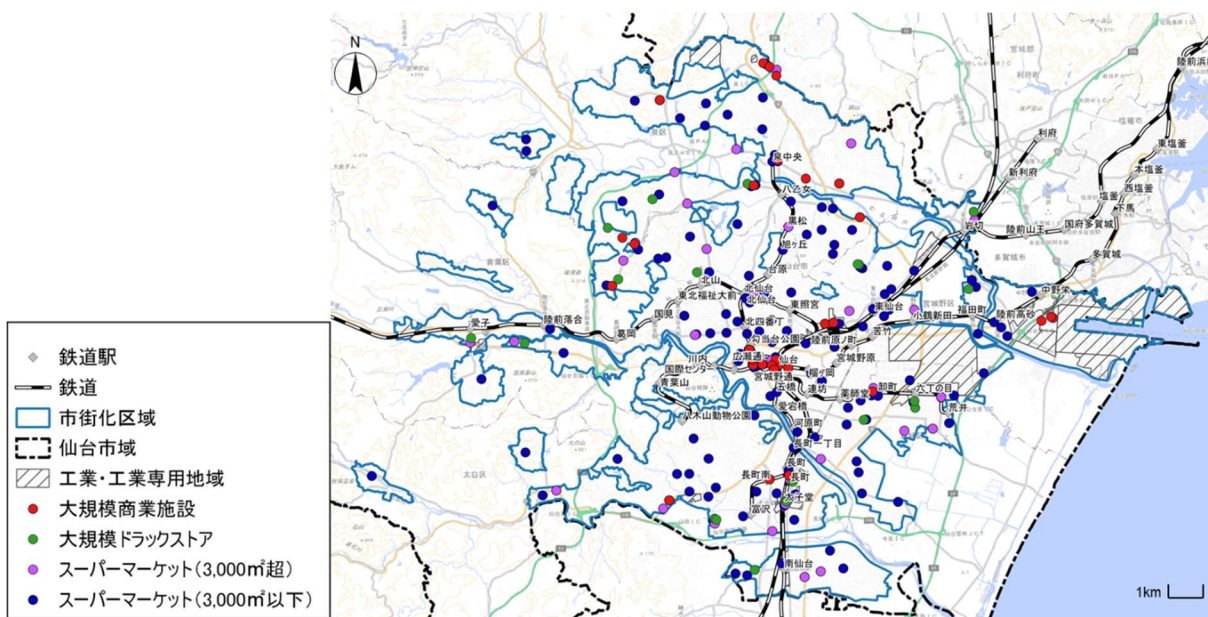 N
鉄道駅
鉄道
市街化区域
仙台市域
工業・工業専用地域
大規模商業施設
大規模ドラックストア
スーパーマーケット(3,000㎡超)
スーパーマーケット(3,000㎡以下)
陸前浜
利府
東塩釜
新利府
本塩釜
泉中央
西塩釜
塩釜
下馬
八乙女
国府多賀城
黒松
岩切
陸前山王
旭ヶ丘
多賀城
台原
北山
中野栄
北仙台
東北福祉大前
北仙台
東照宮
東仙台
福田町
国見
小鶴新田
陸前高砂
愛子
陸前落合
北四番丁
葛岡
勾当台公園
陸前原ノ町
苦竹
川内
広瀬通
仙台
宮城野原
国際センター
宮城野通
榴ヶ岡
青葉山
五橋
連坊
薬師堂
卸町
六丁の目
愛宕橋
荒井
八木山動物公園
河原町
長町一丁目
長町
長町南
長町
太子堂
富沢
南仙台
1km